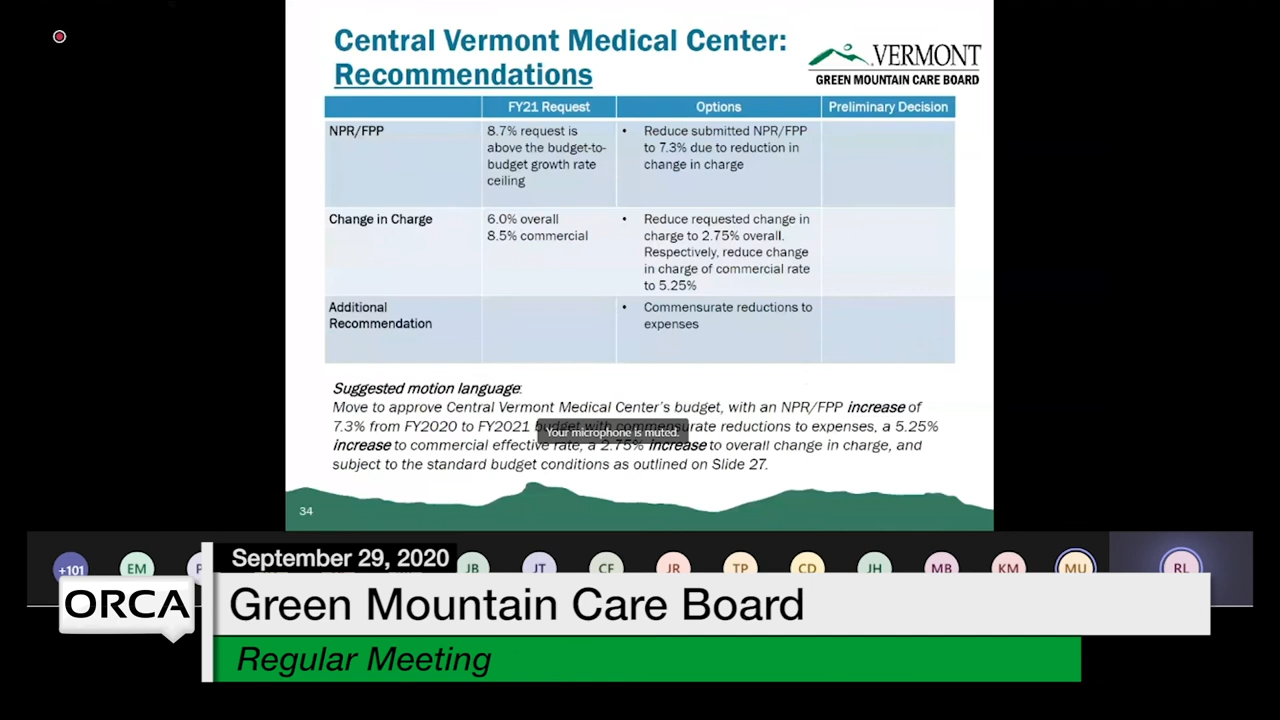 Central Vermont Medical Center:
Recommendations
VERMONT
GREEN MOUNTAIN CARE BOARD
FY21 Request
Options
Preliminary Decision
NPR/FPP
8.7% request is
above the budget-to-
budget growth rate
ceiling
• Reduce submitted NPR/FPP
to 7.3% due to reduction in
change in charge
Change in Charge
6.0% overall
8.5% commercial
• Reduce requested change in
charge to 2.75% overall.
Respectively, reduce change
in charge of commercial rate
to 5.25%
Additional
Recommendation
• Commensurate reductions to
expenses
Suggested motion language:
Move to approve Central Vermont Medical Center's budget, with an NPR/FPP increase of
7.3% from FY2020 to FY2021 budget with commensurate reductions to expenses, a 5.25%
Your microphone is muted.
increase to commercial effective rate, a 2.75% increase to overall change in charge, and
subject to the standard budget conditions as outlined on Slide 27.
34
+101
EM
P
JB
JT
CF
JR
TP
CD
JH
MB
KM
MU
RL
September 29, 2020
ORCA
Green Mountain Care Board
Regular Meeting